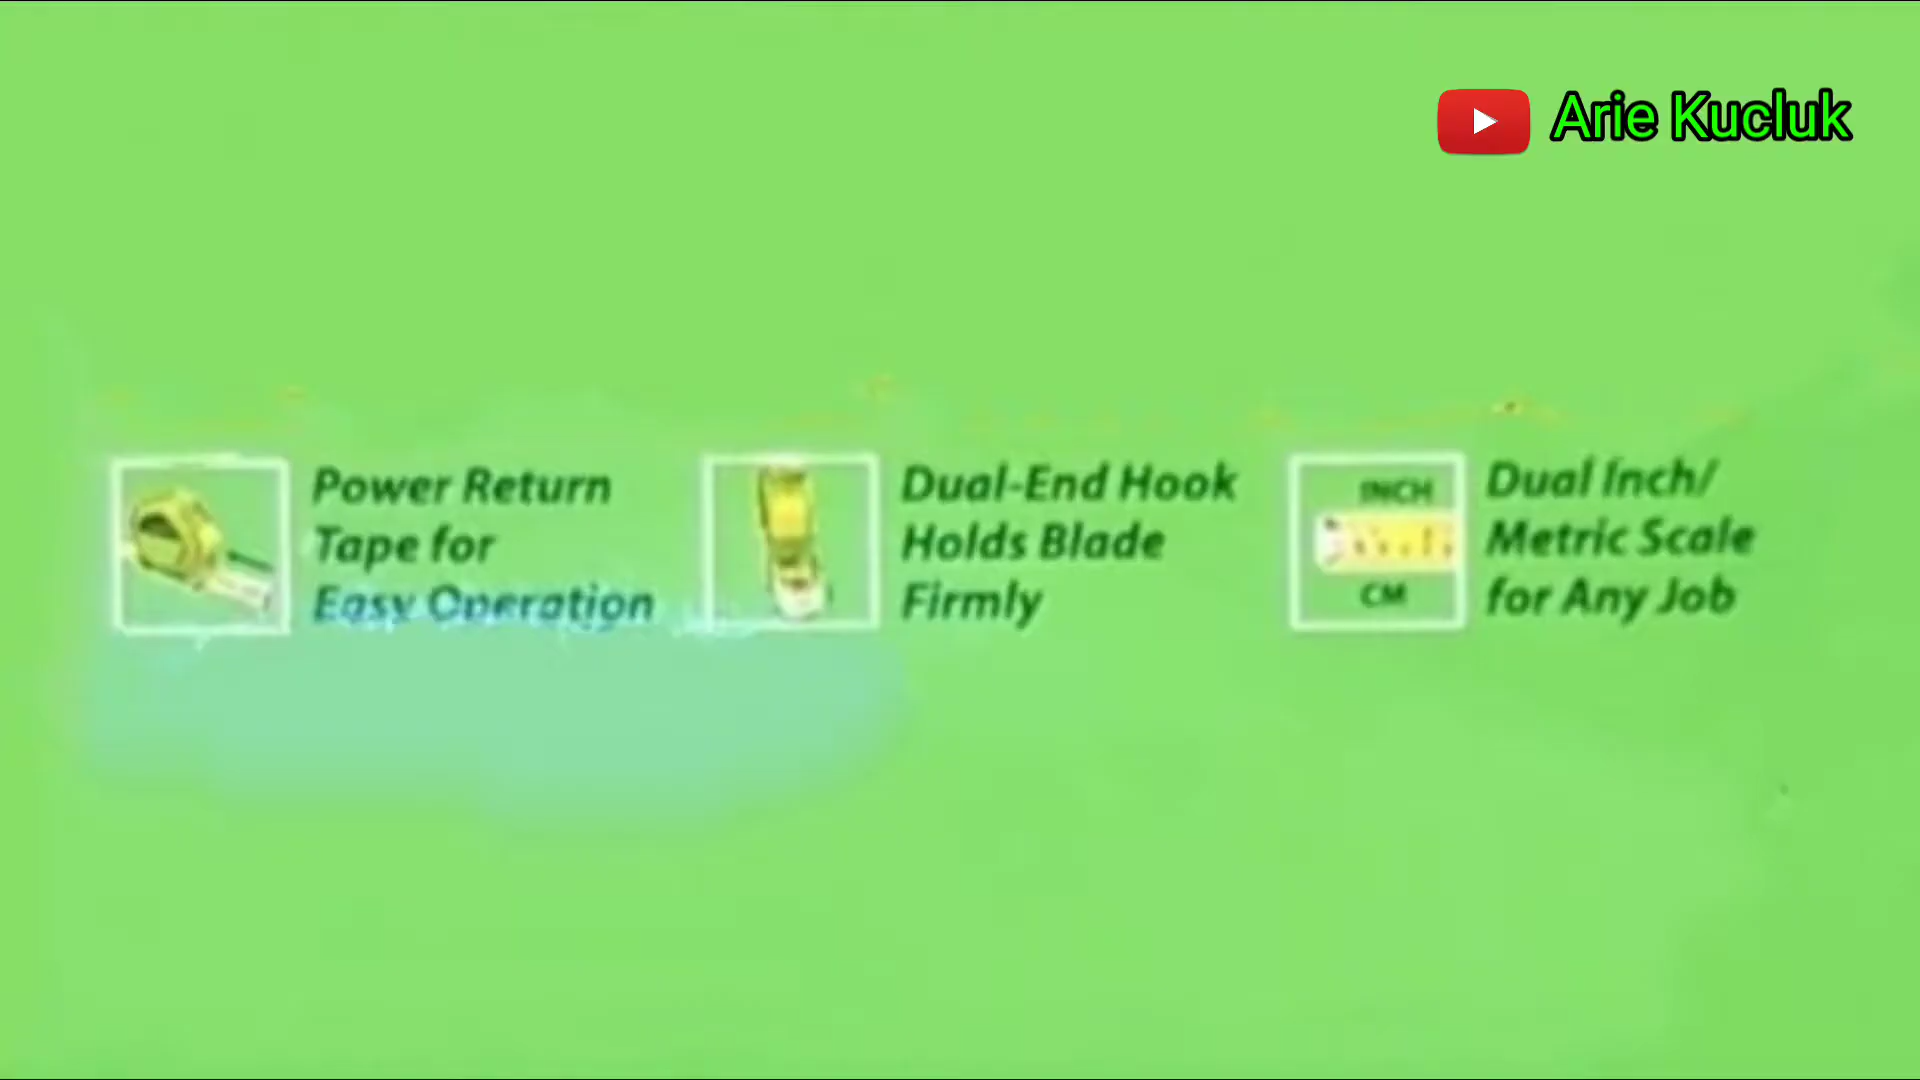 Arie Kucluk
Power Return
Tape for
Easy Operation
Dual-End Hook
Holds Blade
Firmly
INCH
CM
Dual Inch/
Metric Scale
for Any Job